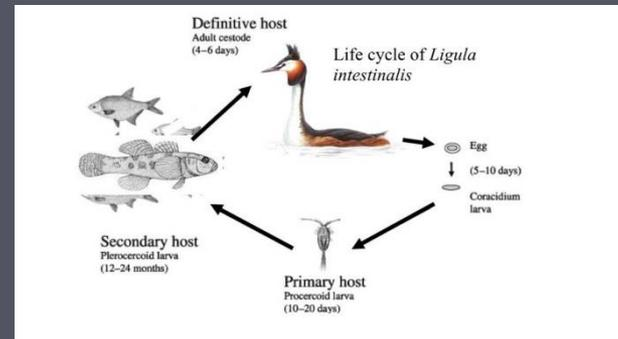 Definitive host
Adult cestode
(4–6 days)
Life cycle of Ligula
intestinalis
Egg
(5–10 days)
Coracidium
larva
Secondary host
Plerocercoid larva
(12–24 months)
Primary host
Procercoid larva
(10–20 days)